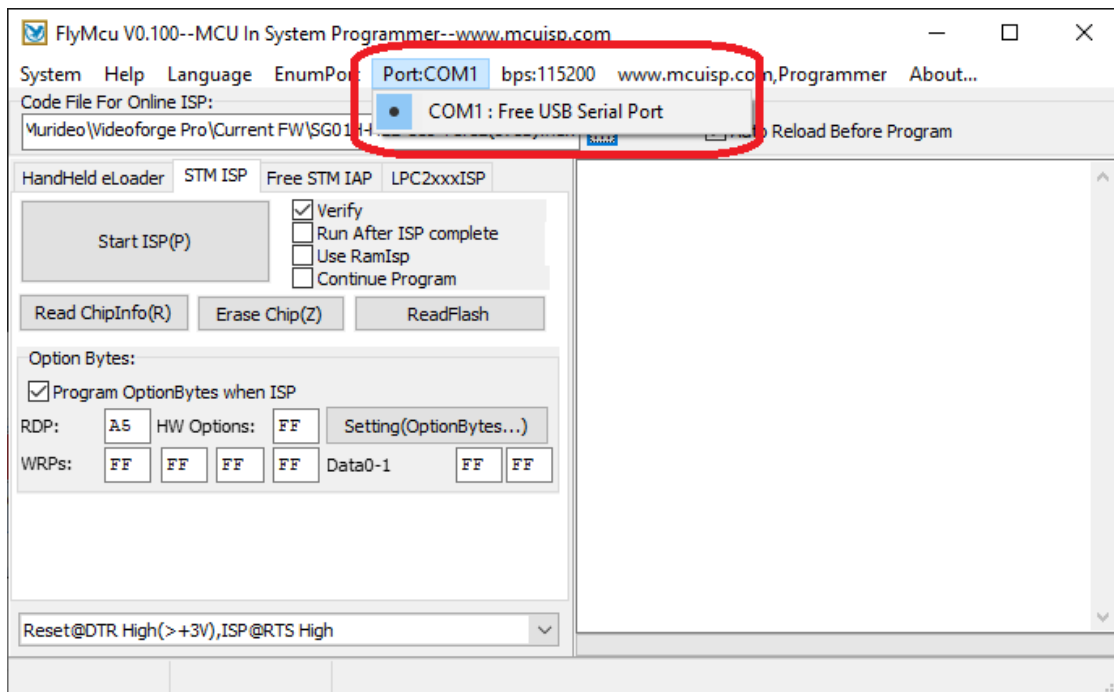 FlyMcu V0.100--MCU In System Programmer--www.mcuisp.com
System Help Language EnumPort Port:COM1 bps:115200 www.mcuisp.com,Programmer About...
COM1 : Free USB Serial Port
Code File For Online ISP:
Murideo\Videoforge Pro\Current FW\SG01H
Auto Reload Before Program
HandHeld eLoader STM ISP Free STM IAP LPC2xxxISP
Start ISP(P)
Verify
Run After ISP complete
Use RamIsp
Continue Program
Read ChipInfo(R) Erase Chip(Z) ReadFlash
Option Bytes:
Program OptionBytes when ISP
RDP: A5 HW Options: FF Setting(OptionBytes...)
WRPs: FF FF FF FF Data0-1 FF FF
Reset@DTR High(>+3V),ISP@RTS High